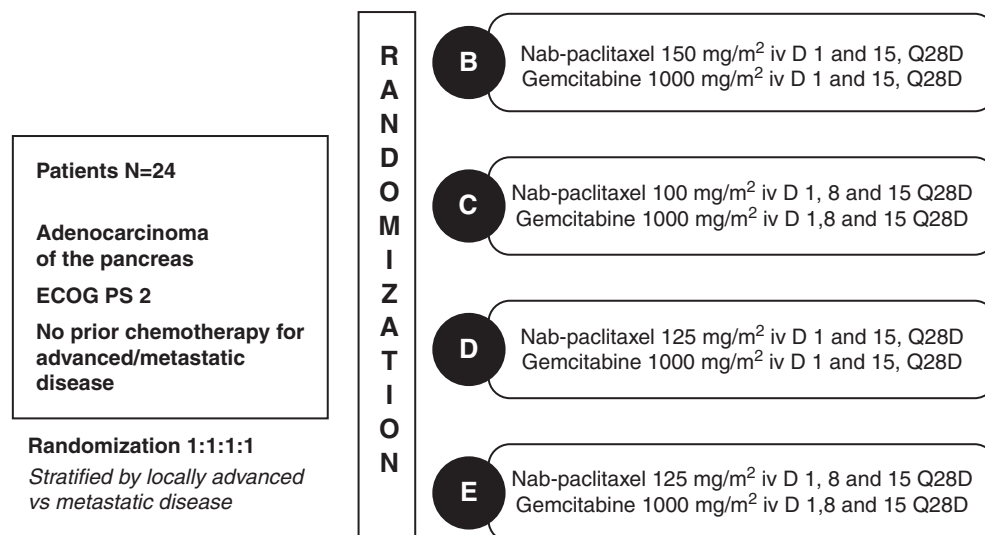 Patients N=24
Adenocarcinoma
of the pancreas
ECOG PS 2
No prior chemotherapy for
advanced/metastatic
disease
Randomization 1:1:1:1
Stratified by locally advanced
vs metastatic disease
R
A
N
D
O
M
I
Z
A
T
I
O
N
B
Nab-paclitaxel 150 mg/m² iv D 1 and 15, Q28D
Gemcitabine 1000 mg/m² iv D 1 and 15, Q28D
C
Nab-paclitaxel 100 mg/m² iv D 1, 8 and 15 Q28D
Gemcitabine 1000 mg/m² iv D 1,8 and 15 Q28D
D
Nab-paclitaxel 125 mg/m² iv D 1 and 15, Q28D
Gemcitabine 1000 mg/m² iv D 1 and 15, Q28D
E
Nab-paclitaxel 125 mg/m² iv D 1, 8 and 15 Q28D
Gemcitabine 1000 mg/m² iv D 1,8 and 15 Q28D